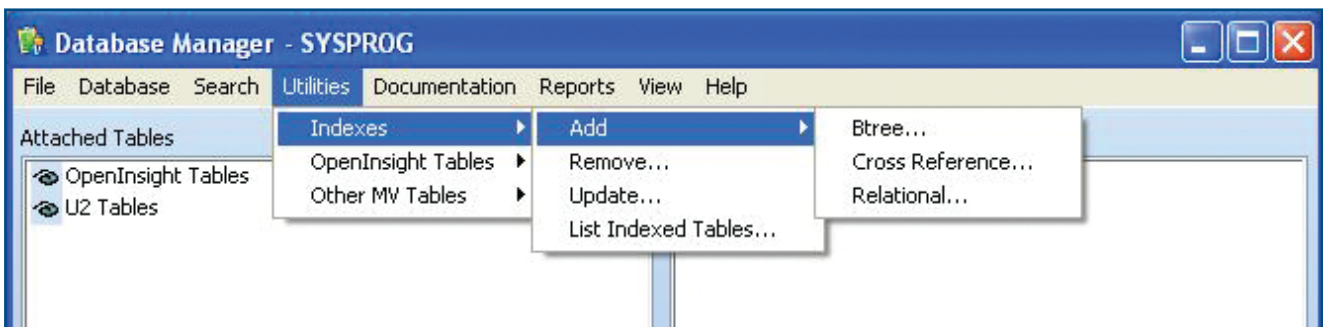 Database Manager - SYSPROG
File Database Search Utilities Documentation Reports View Help
Attached Tables
OpenInsight Tables
U2 Tables
Indexes
OpenInsight Tables
Other MV Tables
Add
Remove...
Update...
List Indexed Tables...
Btree...
Cross Reference...
Relational...